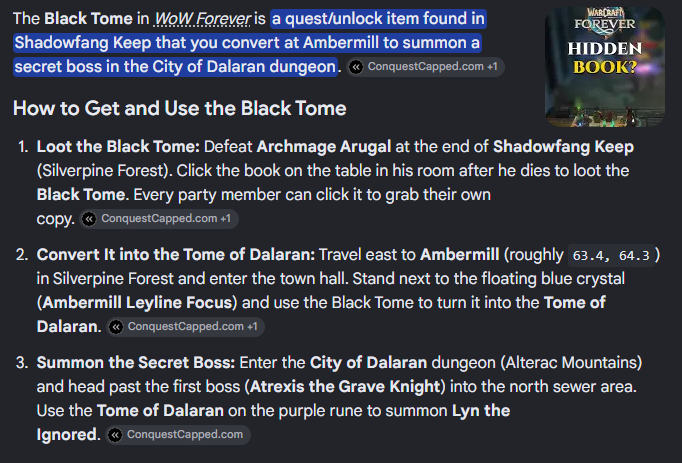 The Black Tome in WoW Forever is a quest/unlock item found in
Shadowfang Keep that you convert at Ambermill to summon a
secret boss in the City of Dalaran dungeon. ConquestCapped.com +1
WARCRAFT
FOREVER
HIDDEN
BOOK?
How to Get and Use the Black Tome
1. Loot the Black Tome: Defeat Archmage Arugal at the end of Shadowfang Keep
(Silverpine Forest). Click the book on the table in his room after he dies to loot the
Black Tome. Every party member can click it to grab their own
copy. ConquestCapped.com +1
2. Convert It into the Tome of Dalaran: Travel east to Ambermill (roughly 63.4, 64.3)
in Silverpine Forest and enter the town hall. Stand next to the floating blue crystal
(Ambermill Leyline Focus) and use the Black Tome to turn it into the Tome of
Dalaran. ConquestCapped.com +1
3. Summon the Secret Boss: Enter the City of Dalaran dungeon (Alterac Mountains)
and head past the first boss (Atrexis the Grave Knight) into the north sewer area.
Use the Tome of Dalaran on the purple rune to summon Lyn the
Ignored. ConquestCapped.com